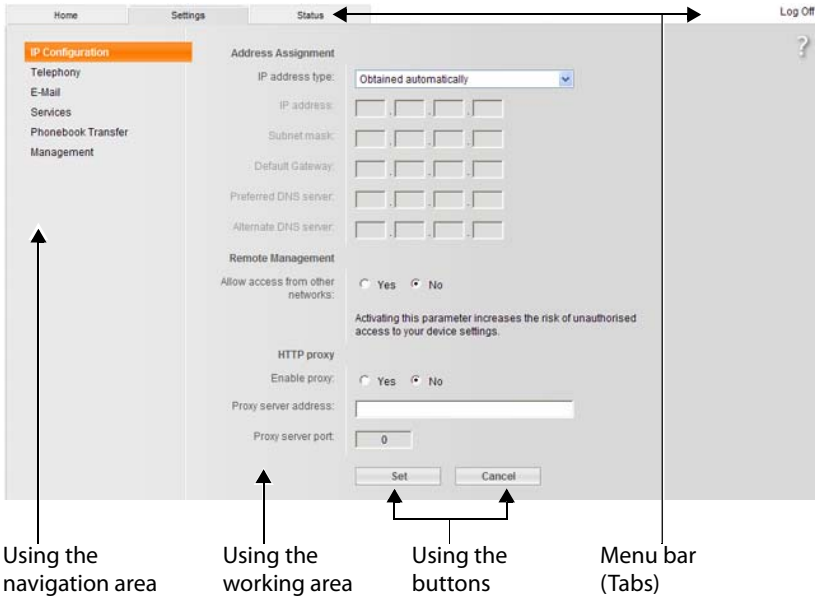 Home Settings Status Log Off
?
IP Configuration
Telephony
E-Mail
Services
Phonebook Transfer
Management
Address Assignment
IP address type: Obtained automatically
IP address: . . .
Subnet mask: . . .
Default Gateway: . . .
Preferred DNS server: . . .
Alternate DNS server: . . .
Remote Management
Allow access from other
networks: Yes No
Activating this parameter increases the risk of unauthorised
access to your device settings.
HTTP proxy
Enable proxy: Yes No
Proxy server address:
Proxy server port: 0
Set Cancel
Using the
navigation area
Using the
working area
Using the
buttons
Menu bar
(Tabs)